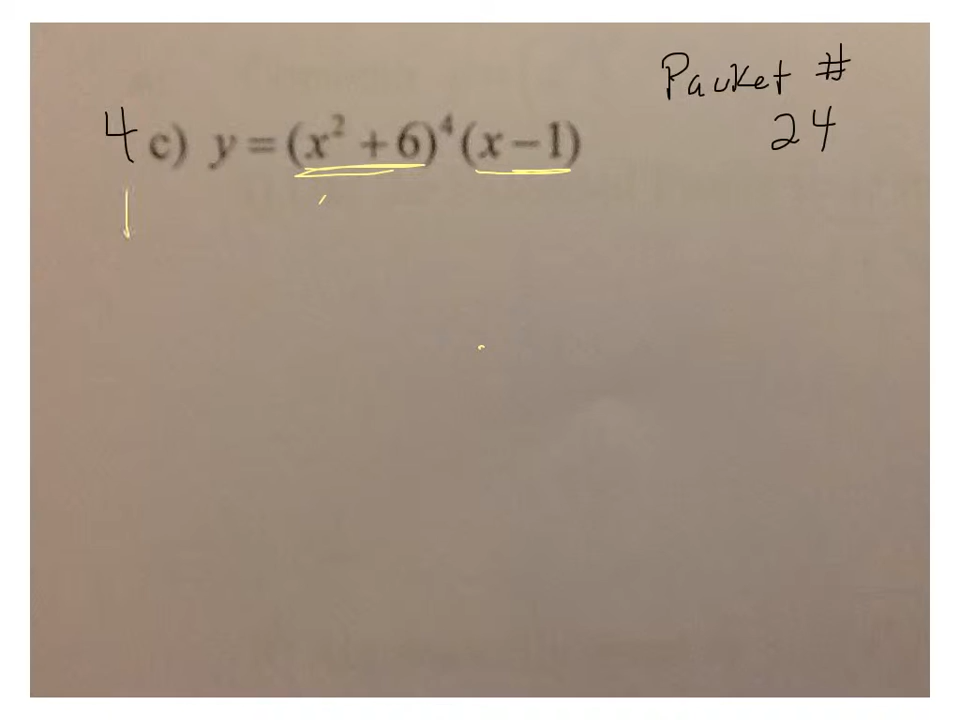 Packet #
24
4 c) y = (x² + 6)⁴ (x − 1)